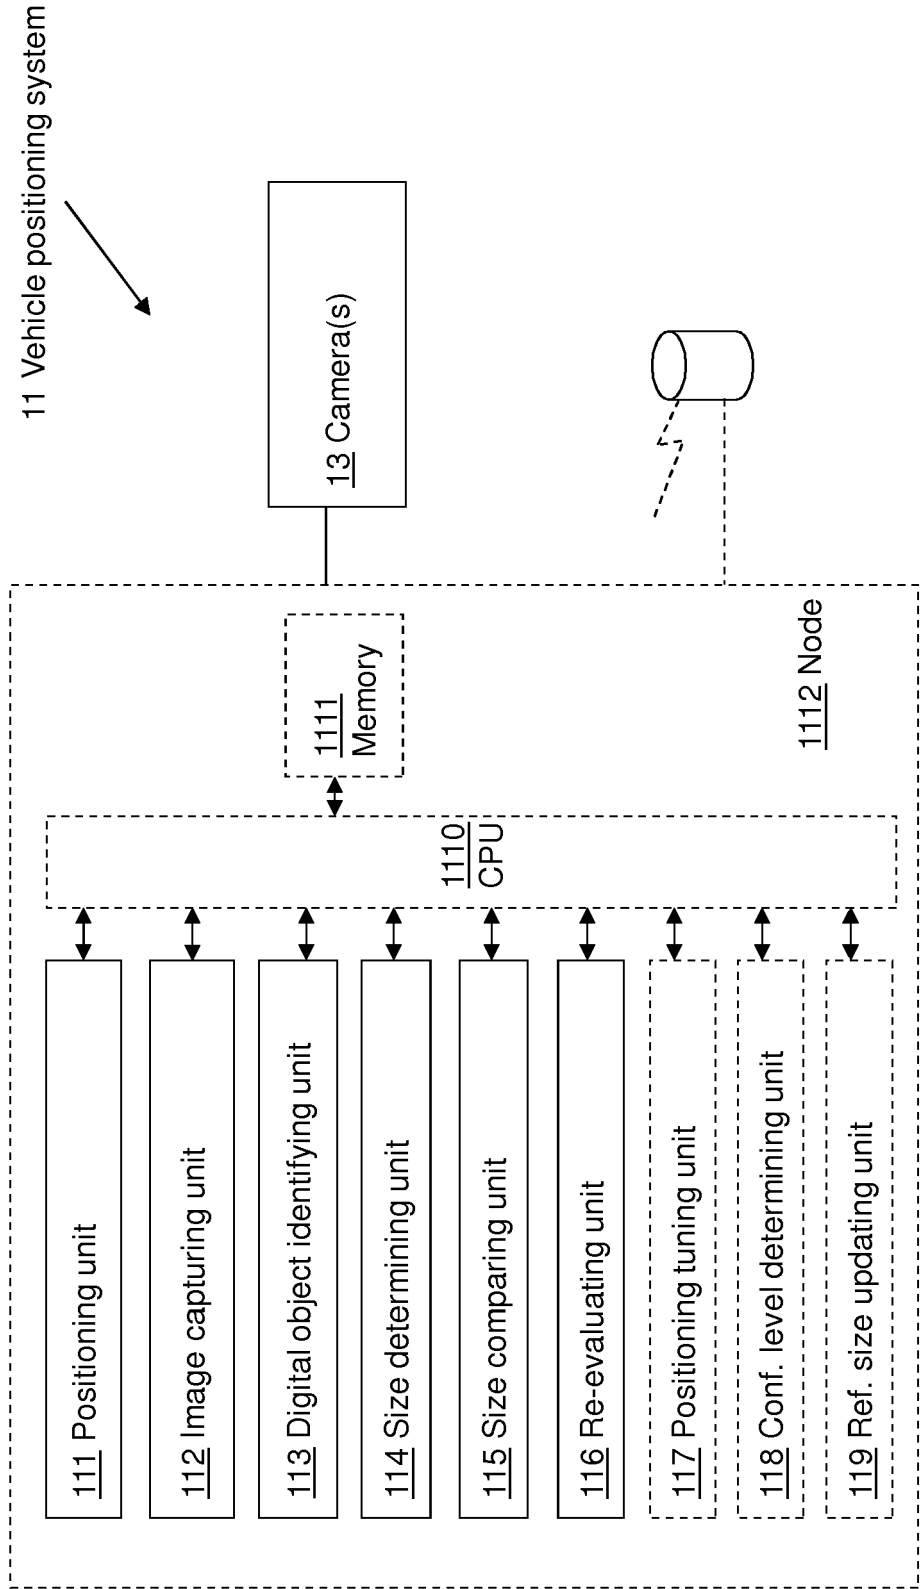 11 Vehicle positioning system
111 Positioning unit
112 Image capturing unit
113 Digital object identifying unit
114 Size determining unit
115 Size comparing unit
116 Re-evaluating unit
117 Positioning tuning unit
118 Conf. level determining unit
119 Ref. size updating unit
1110
CPU
1111
Memory
1112 Node
13 Camera(s)